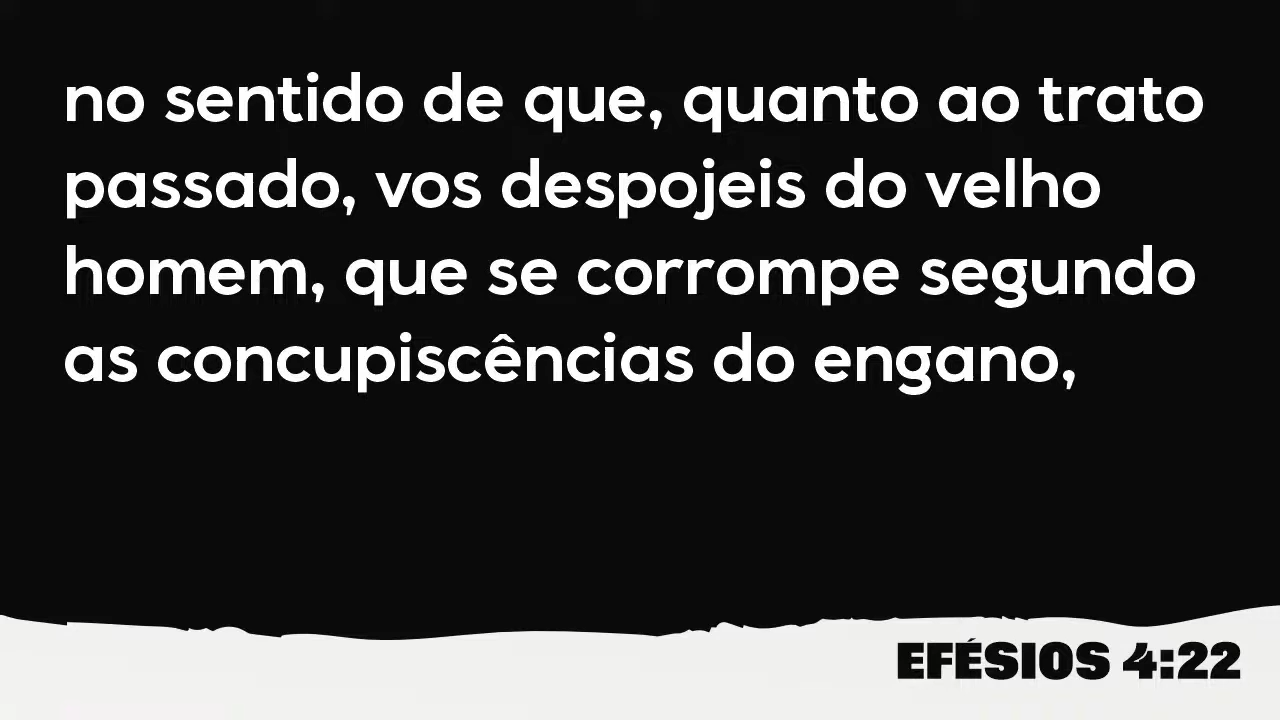 no sentido de que, quanto ao trato
passado, vos despojeis do velho
homem, que se corrompe segundo
as concupiscências do engano,
EFÉSIOS 4:22